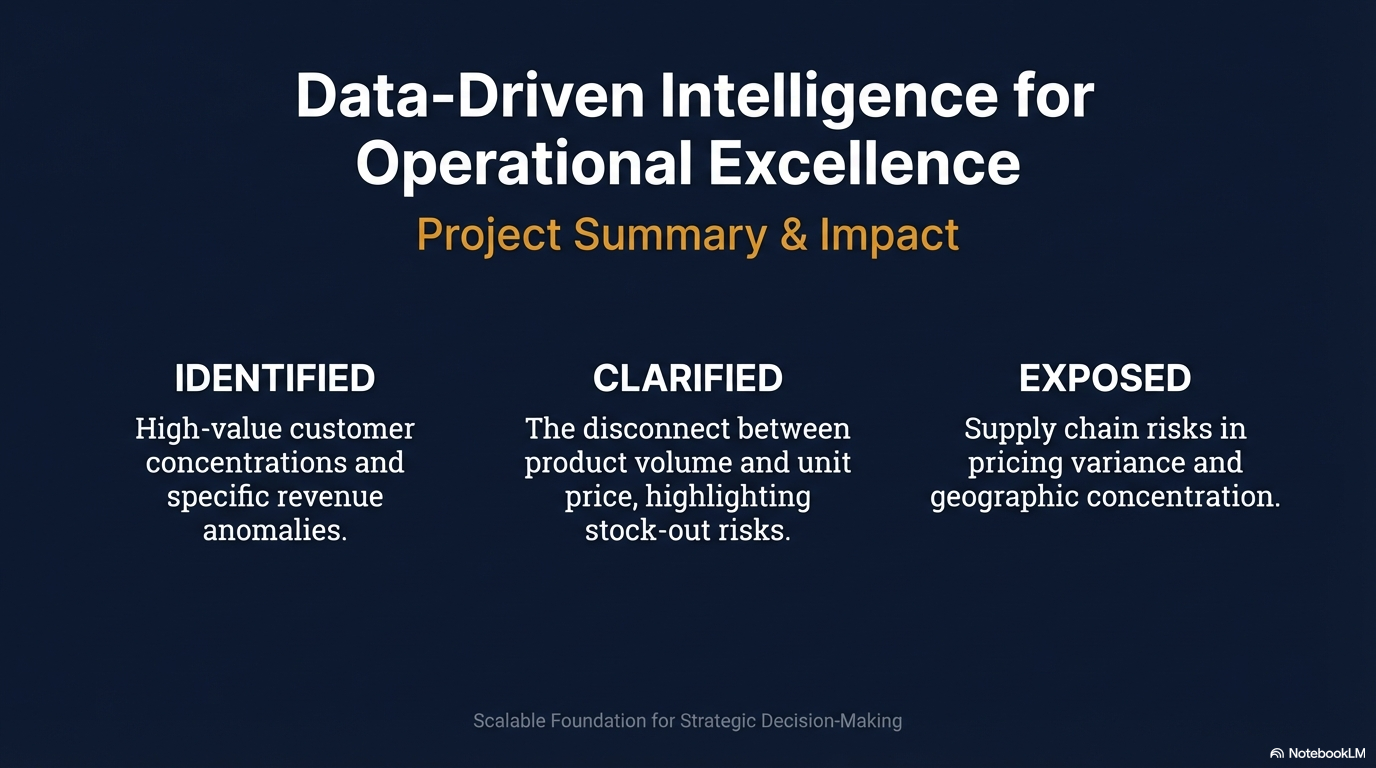 Data-Driven Intelligence for
Operational Excellence
Project Summary & Impact
IDENTIFIED
High-value customer
concentrations and
specific revenue
anomalies.
CLARIFIED
The disconnect between
product volume and unit
price, highlighting
stock-out risks.
EXPOSED
Supply chain risks in
pricing variance and
geographic concentration.
Scalable Foundation for Strategic Decision-Making
NotebookLM